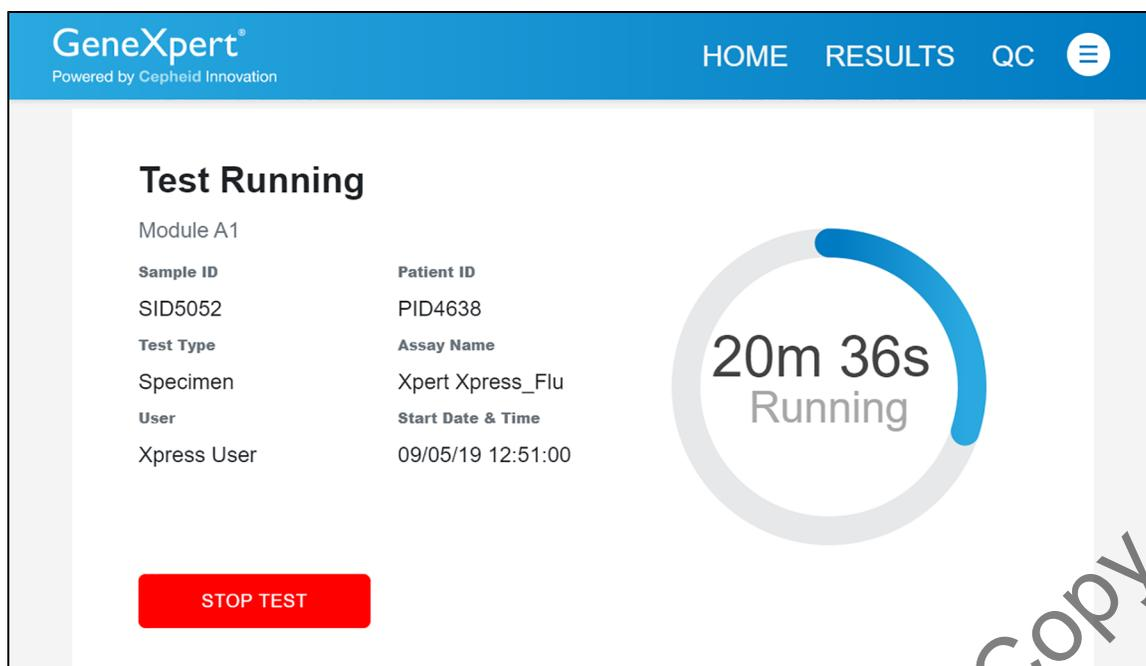 GeneXpert®
Powered by Cepheid Innovation
HOME RESULTS QC
Test Running
Module A1
Sample ID Patient ID
SID5052 PID4638
Test Type Assay Name
Specimen Xpert Xpress_Flu
User Start Date & Time
Xpress User 09/05/19 12:51:00
20m 36s
Running
STOP TEST
Copy